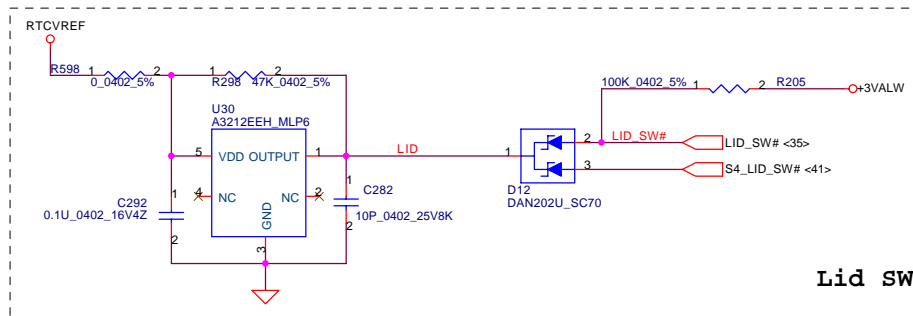 RTCVREF
R598 1 2 1 2
0_0402_5% R298 47K_0402_5%
100K_0402_5% 1 2 R205
+3VALW
U30
A3212EEH_MLP6
5 VDD OUTPUT 1 LID 1 2 LID_SW# LID_SW# <35>
3 S4_LID_SW# <41>
4 NC NC 2
D12
DAN202U_SC70
1 C292
0.1U_0402_16V4Z
2
GND
3
1 C282
10P_0402_25V8K
2
Lid SW